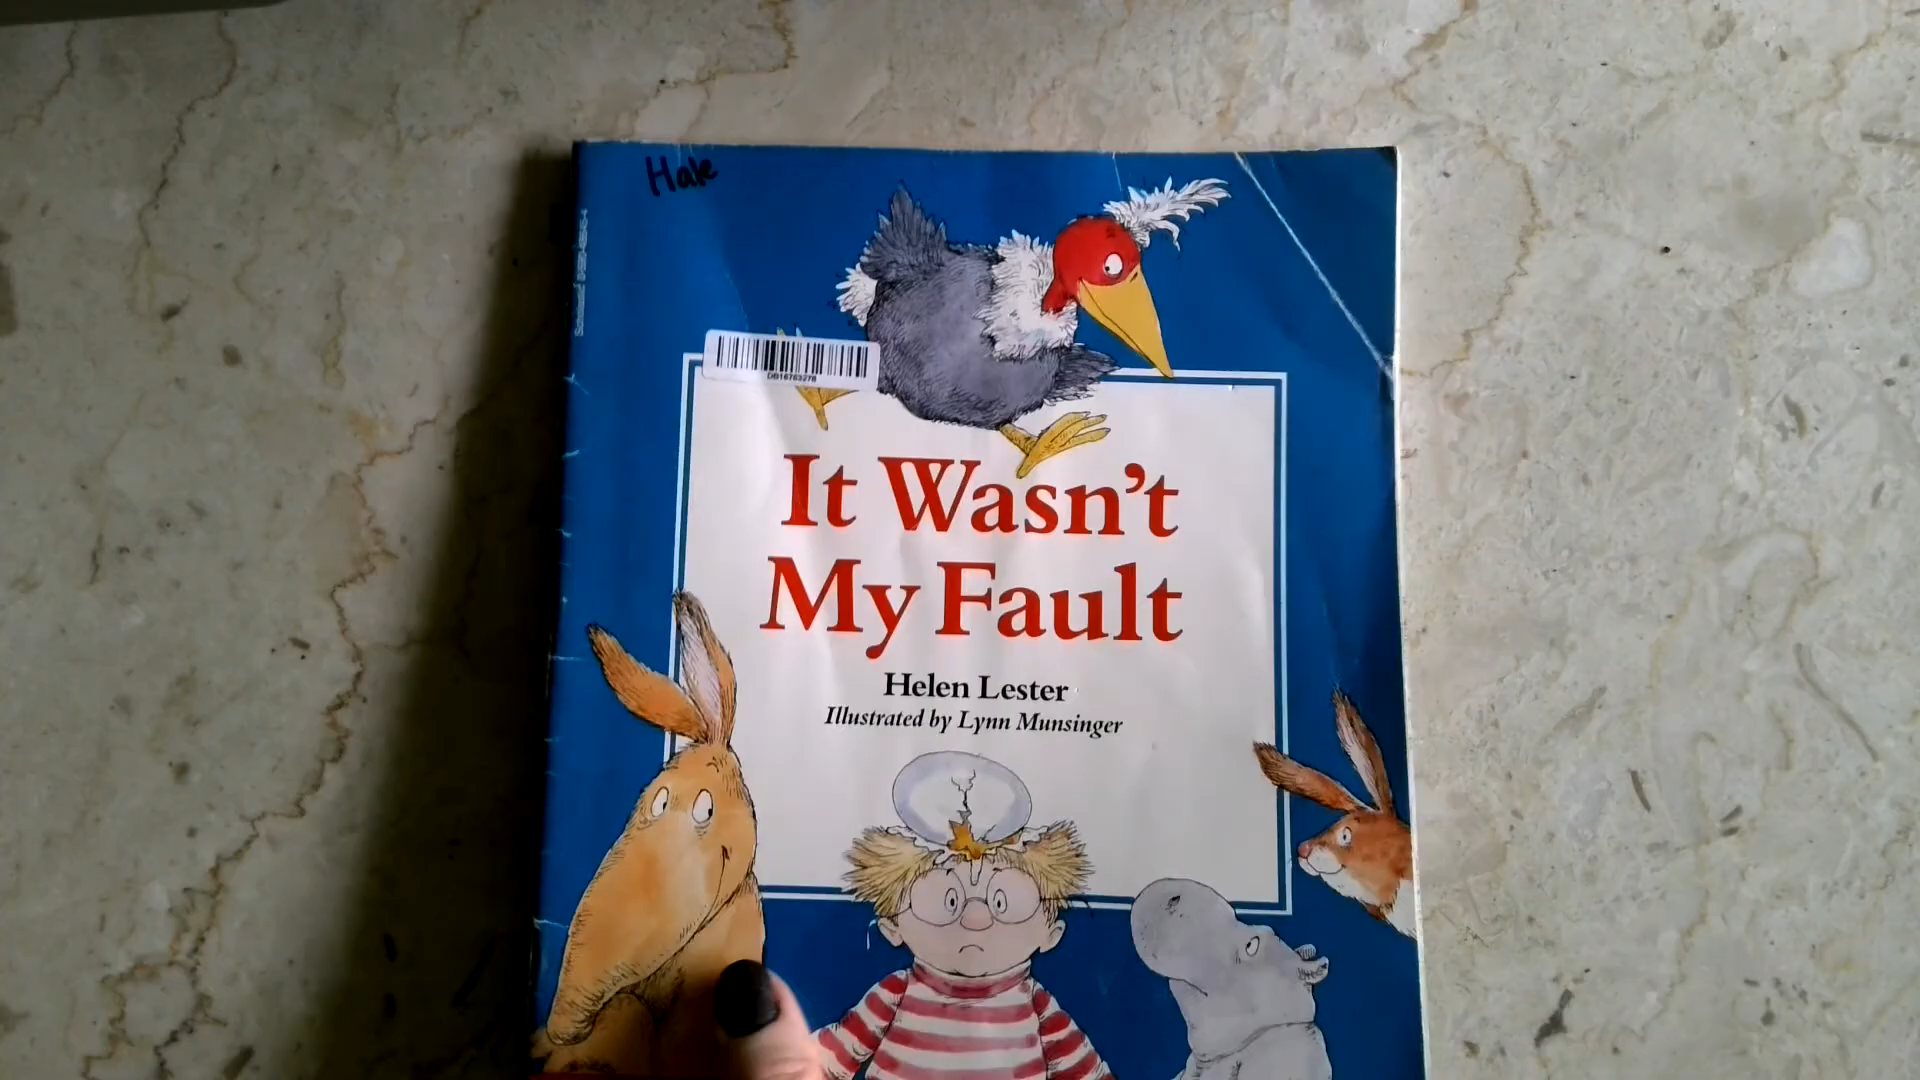 Hale
It Wasn't
My Fault
Helen Lester
Illustrated by Lynn Munsinger